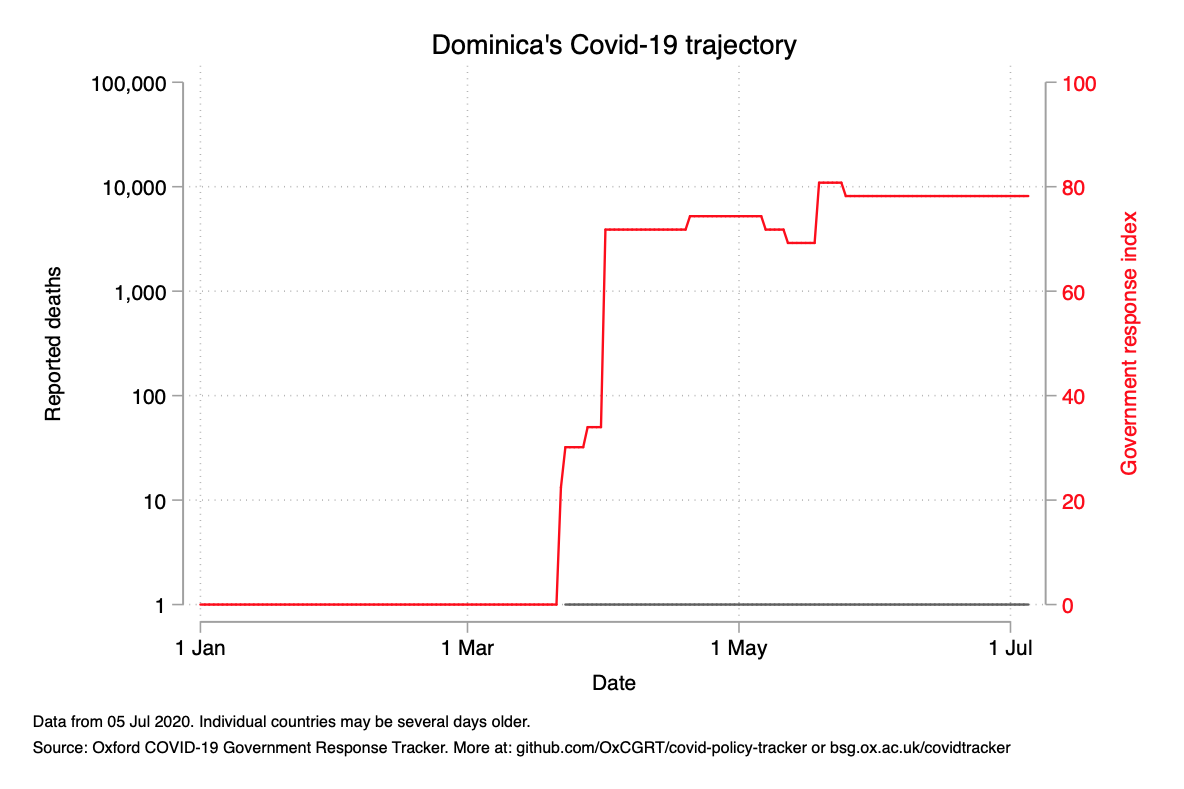 Dominica's Covid-19 trajectory
100,000
10,000
1,000
100
10
1
Reported deaths
100
80
60
40
20
0
Government response index
1 Jan
1 Mar
1 May
1 Jul
Date
Data from 05 Jul 2020. Individual countries may be several days older.
Source: Oxford COVID-19 Government Response Tracker. More at: github.com/OxCGRT/covid-policy-tracker or bsg.ox.ac.uk/covidtracker